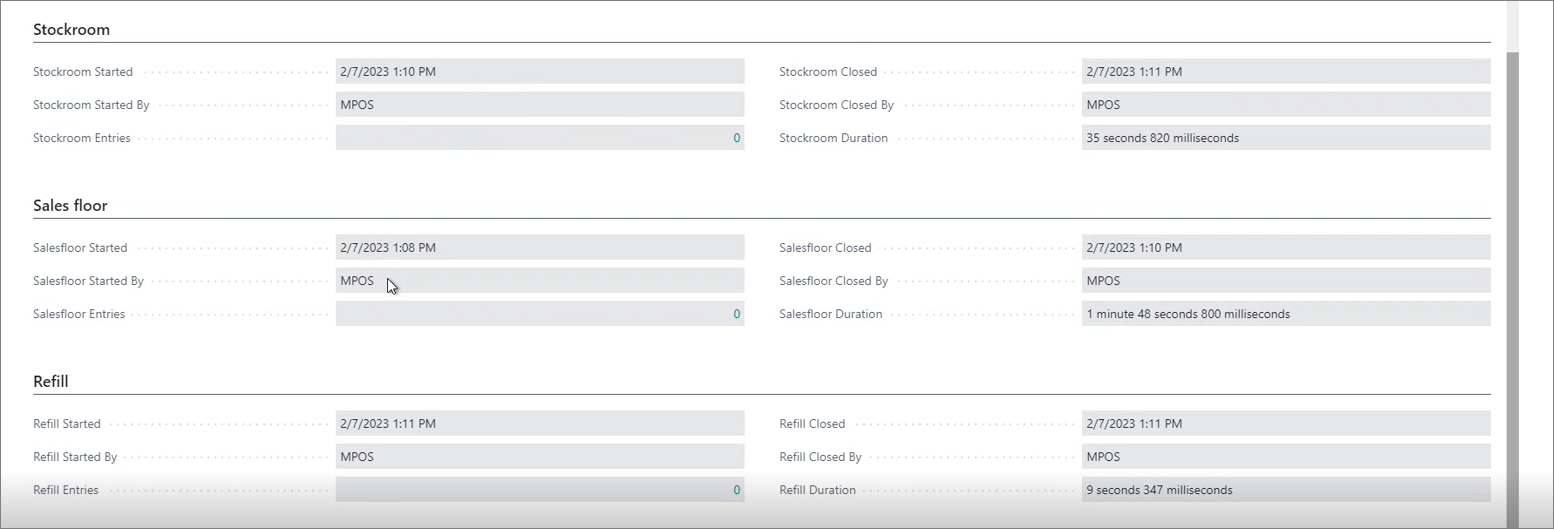 Stockroom
Stockroom Started 2/7/2023 1:10 PM Stockroom Closed 2/7/2023 1:11 PM
Stockroom Started By MPOS Stockroom Closed By MPOS
Stockroom Entries 0 Stockroom Duration 35 seconds 820 milliseconds
Sales floor
Salesfloor Started 2/7/2023 1:08 PM Salesfloor Closed 2/7/2023 1:10 PM
Salesfloor Started By MPOS Salesfloor Closed By MPOS
Salesfloor Entries 0 Salesfloor Duration 1 minute 48 seconds 800 milliseconds
Refill
Refill Started 2/7/2023 1:11 PM Refill Closed 2/7/2023 1:11 PM
Refill Started By MPOS Refill Closed By MPOS
Refill Entries 0 Refill Duration 9 seconds 347 milliseconds